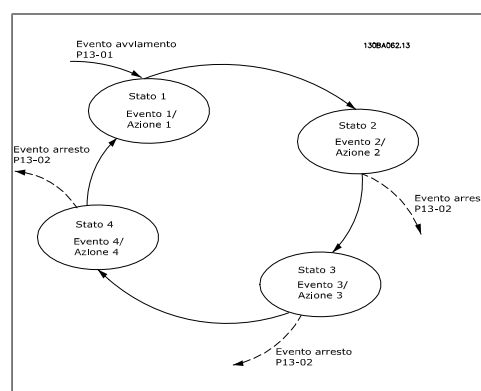 Evento avviamento
P13-01
130BA062.13
Stato 1
Evento 1/
Azione 1
Stato 2
Evento 2/
Azione 2
Evento arresto
P13-02
Evento arres
P13-02
Stato 4
Evento 4/
Azione 4
Stato 3
Evento 3/
Azione 3
Evento arresto
P13-02